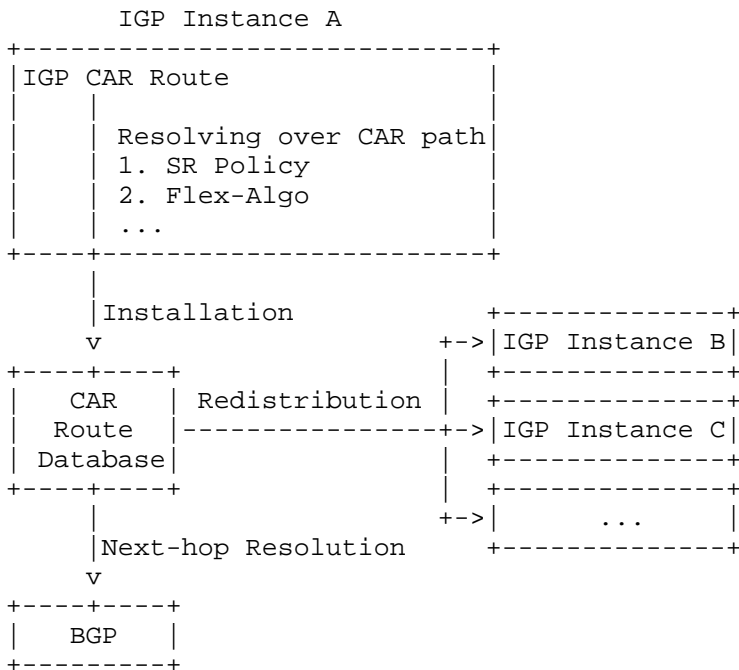 IGP Instance A
IGP CAR Route
Resolving over CAR path
1. SR Policy
2. Flex-Algo
...
Installation
IGP Instance B
CAR
Route
Database
Redistribution
IGP Instance C
...
Next-hop Resolution
v
v
BGP